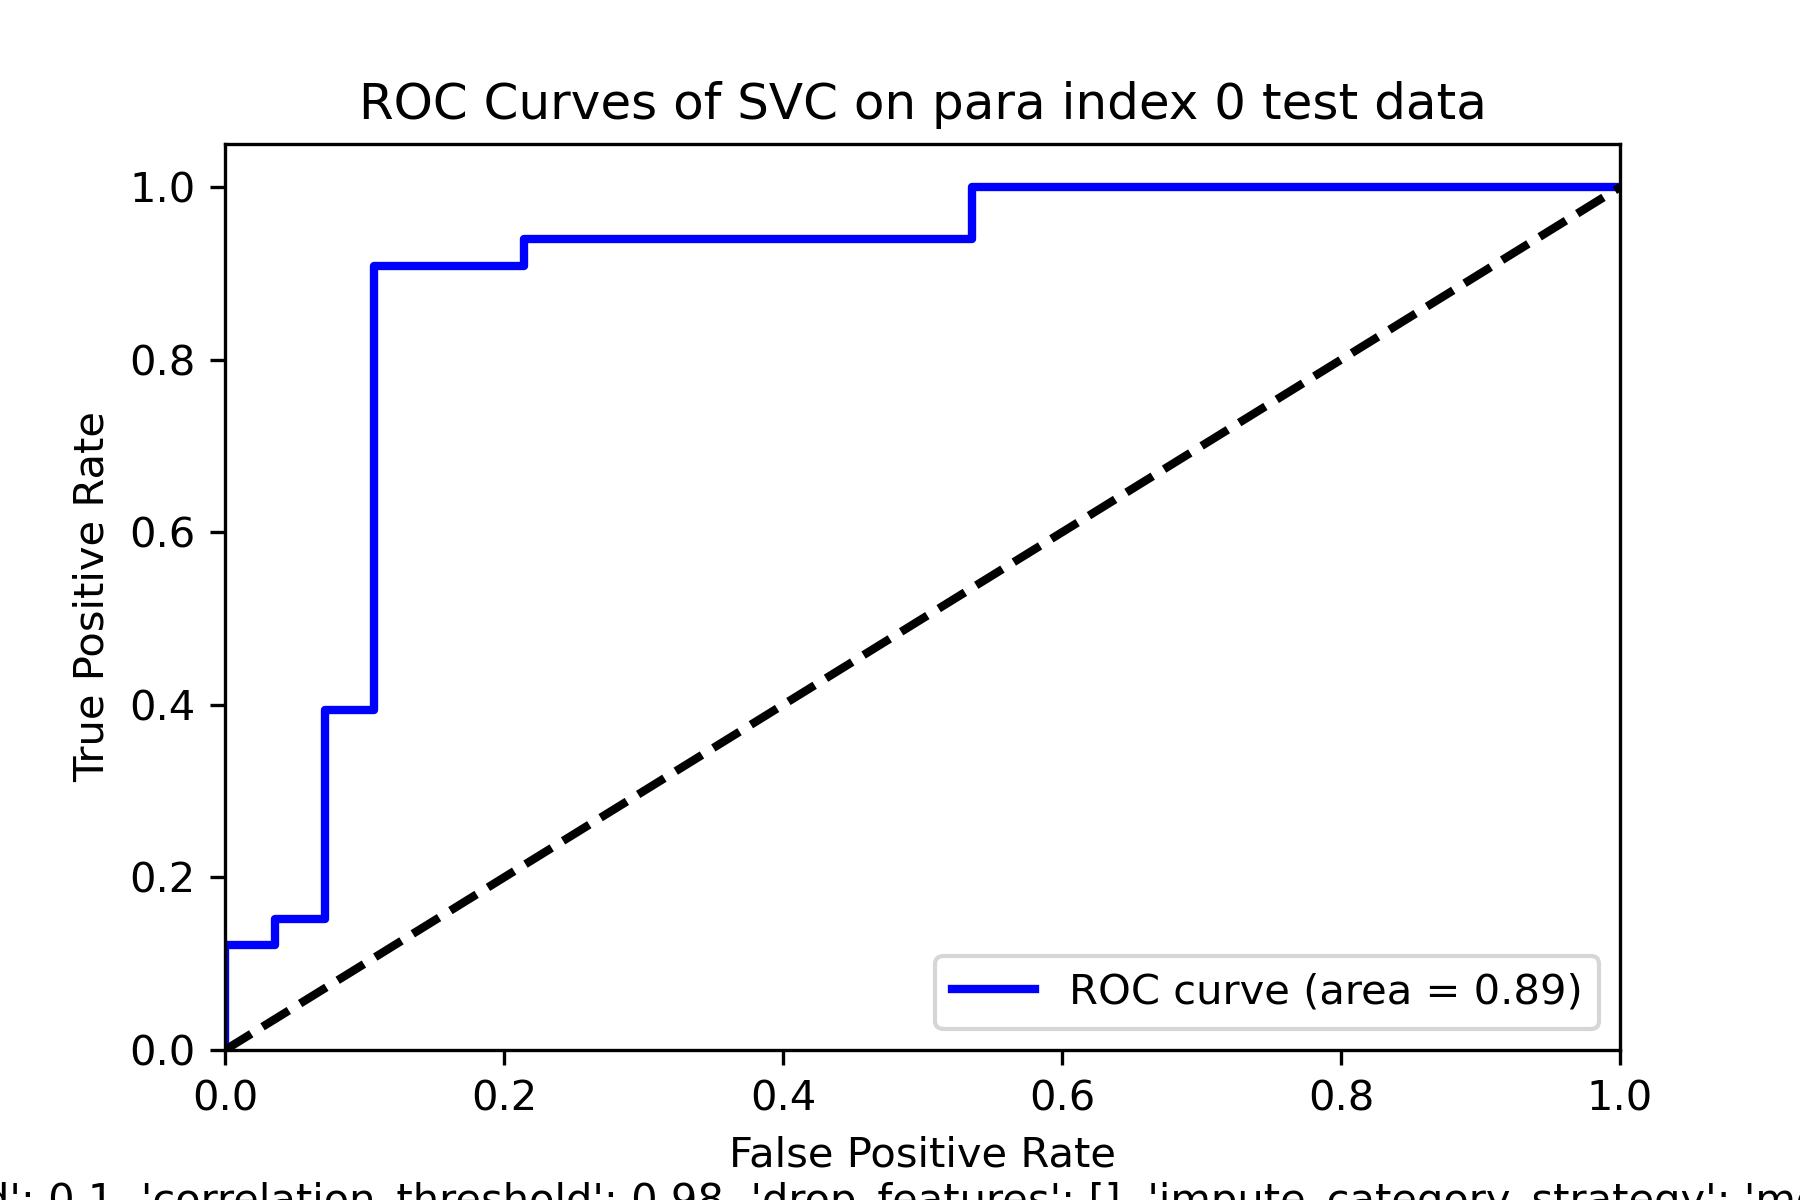 ROC Curves of SVC on para index 0 test data
1.0
0.8
0.6
0.4
0.2
0.0
True Positive Rate
ROC curve (area = 0.89)
0.0 0.2 0.4 0.6 0.8 1.0
False Positive Rate
d': 0.1, 'correlation_threshold': 0.98, 'drop_features': [], 'impute_category_strategy': 'm